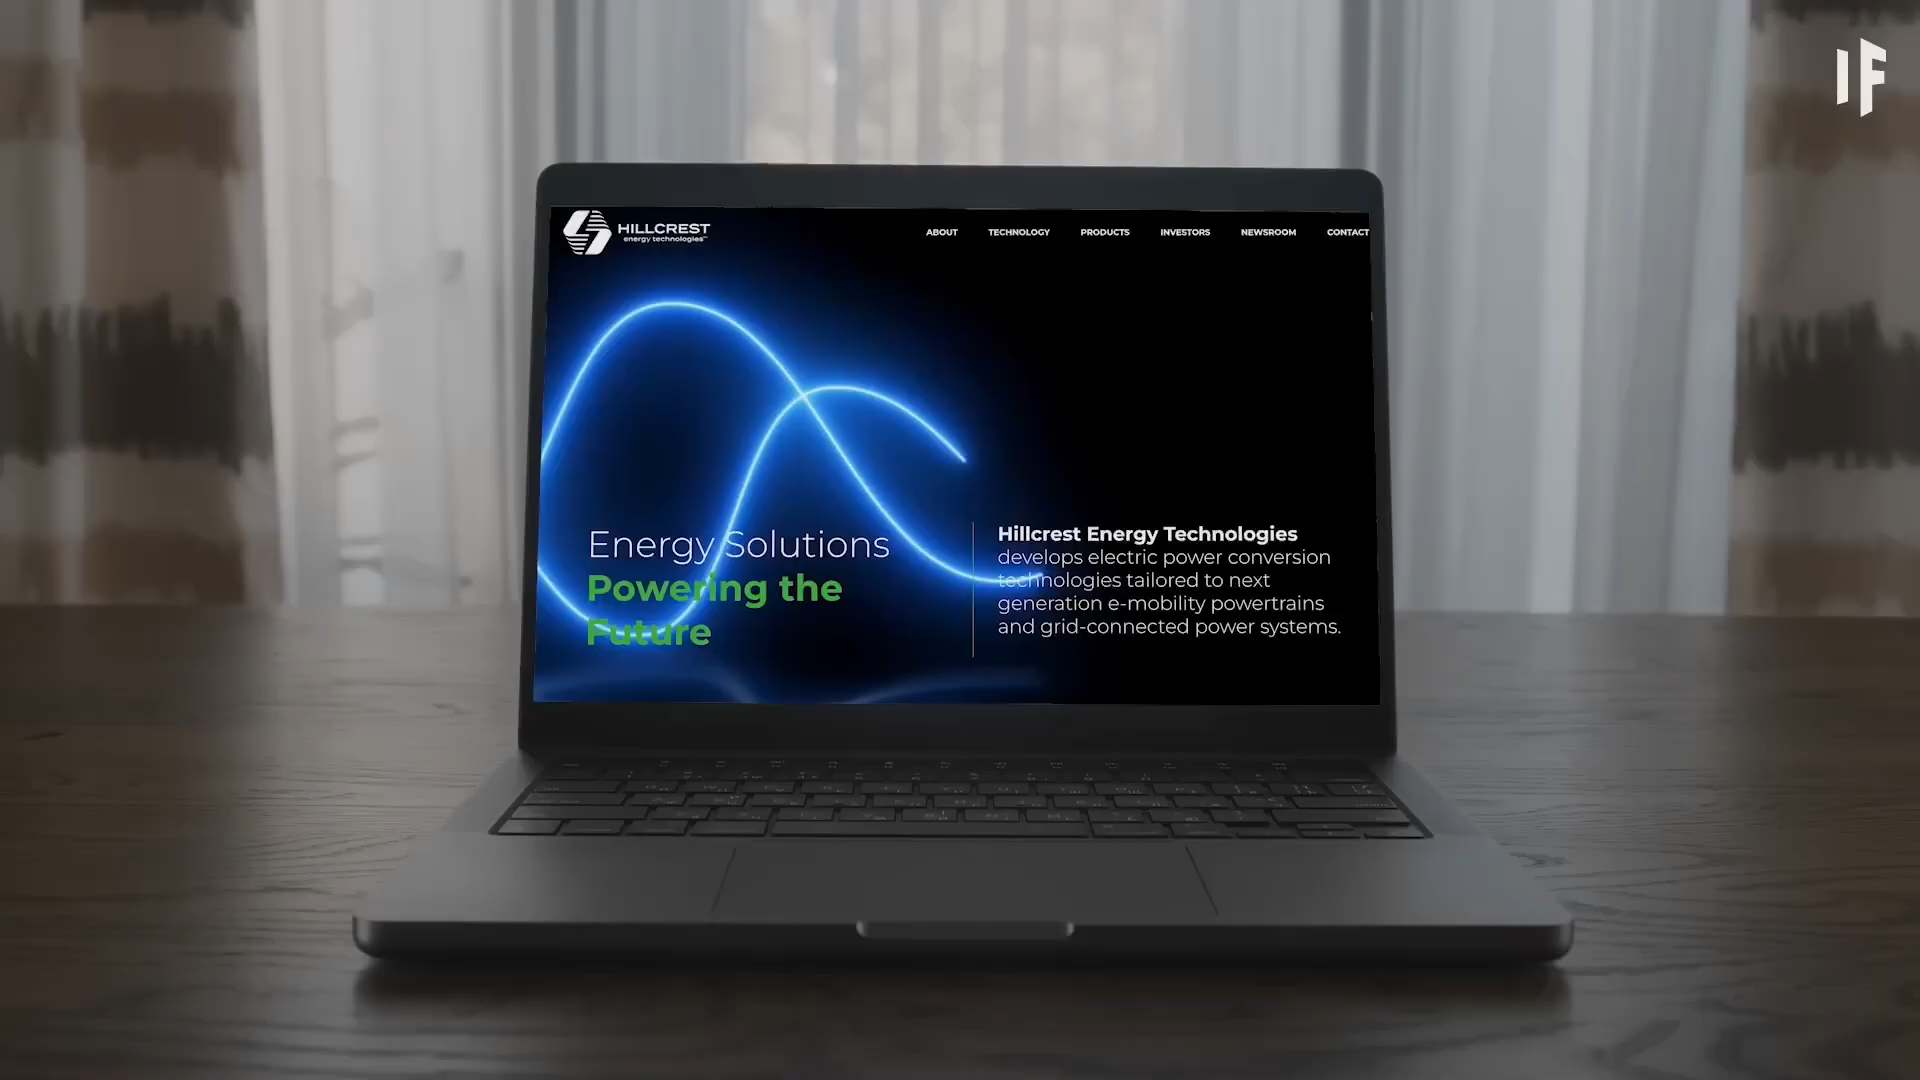 IF
HILLCREST
energy technologies
ABOUT TECHNOLOGY PRODUCTS INVESTORS NEWSROOM CONTACT
Energy Solutions
Powering the
Future
Hillcrest Energy Technologies
develops electric power conversion
technologies tailored to next
generation e-mobility powertrains
and grid-connected power systems.